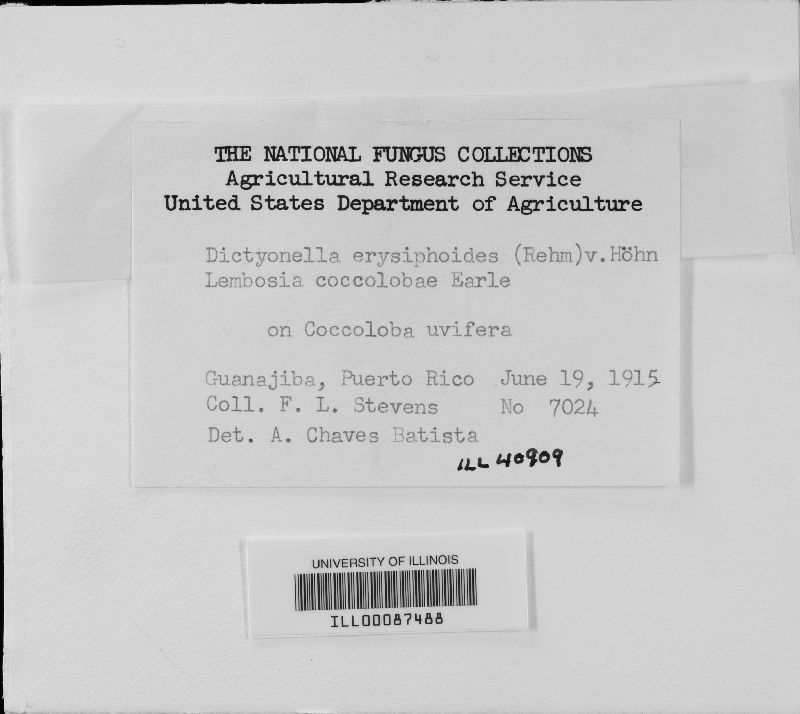 THE NATIONAL FUNGUS COLLECTIONS
Agricultural Research Service
United States Department of Agriculture
Dictyonella erysiphoides (Rehm)v.Höhn
Lembosia coccolobae Earle
on Coccoloba uvifera
Guanajiba, Puerto Rico June 19, 1915
Coll. F. L. Stevens No 7024
Det. A. Chaves Batista
ILL 40909
UNIVERSITY OF ILLINOIS
ILL00087488